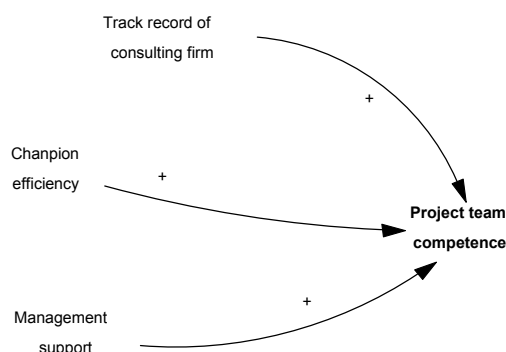 Track record of
consulting firm
+
Chanpion
efficiency
+
Project team
competence
+
Management
support